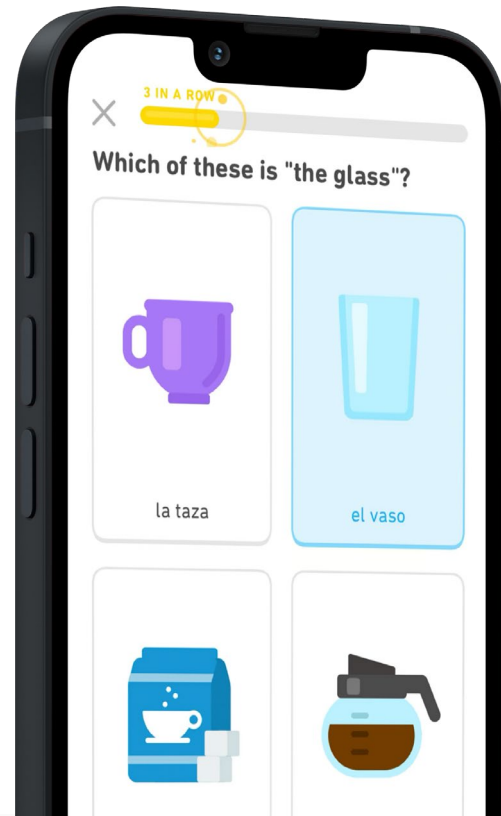 3 IN A ROW
Which of these is "the glass"?
la taza
el vaso